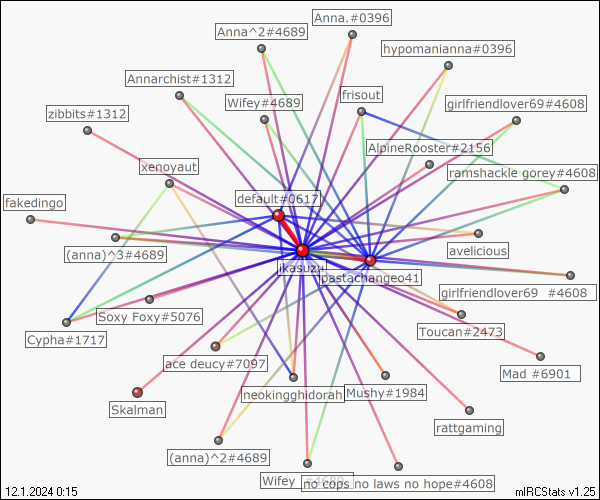 Anna.#0396
Anna^2#4689
hypomanianna#0396
Annarchist#1312
frisout
Wifey#4689
girlfriendlover69#4608
zibbits#1312
AlpineRooster#2156
xenoyaut
ramshackle gorey#4608
default#0617
fakedingo
(anna)^3#4689
avelicious
jkasuzu
pastachangeo41
girlfriendlover69 #4608
Soxy Foxy#5076
Toucan#2473
Cypha#1717
ace deucy#7097
Mad #6901
neokingghidorah
Mushy#1984
Skalman
rattgaming
(anna)^2#4689
Wifey #4689
no cops no laws no hope#4608
12.1.2024 0:15
mIRCStats v1.25